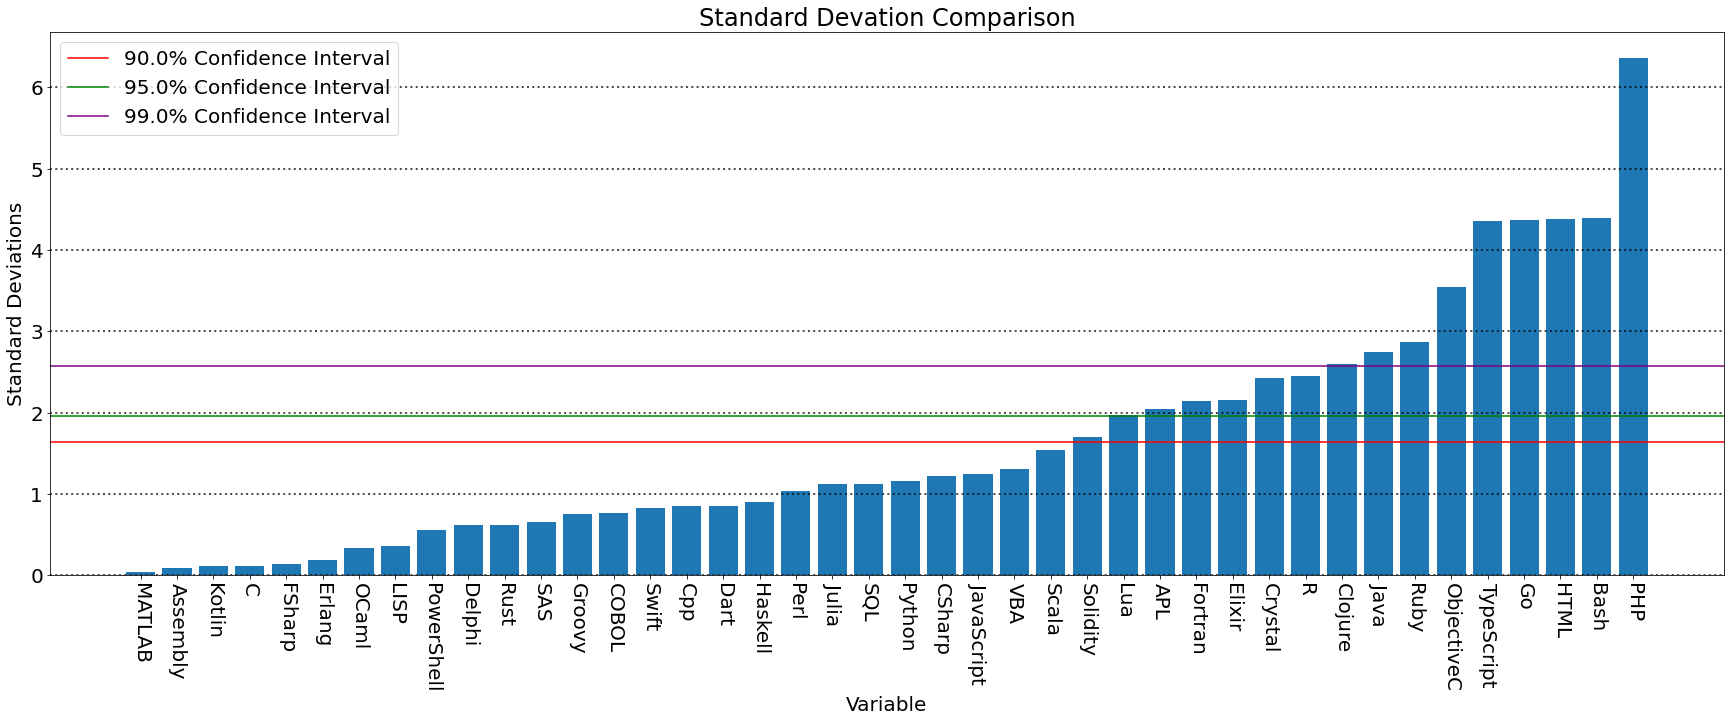 Standard Devation Comparison
90.0% Confidence Interval
95.0% Confidence Interval
99.0% Confidence Interval
Standard Deviations
6
5
4
3
2
1
0
MATLAB
Assembly
Kotlin
C
FSharp
Erlang
OCaml
LISP
PowerShell
Delphi
Rust
SAS
Groovy
COBOL
Swift
Cpp
Dart
Haskell
Perl
Julia
SQL
Python
CSharp
JavaScript
VBA
Scala
Solidity
Lua
APL
Fortran
Elixir
Crystal
R
Clojure
Java
Ruby
ObjectiveC
TypeScript
Go
HTML
Bash
PHP
Variable